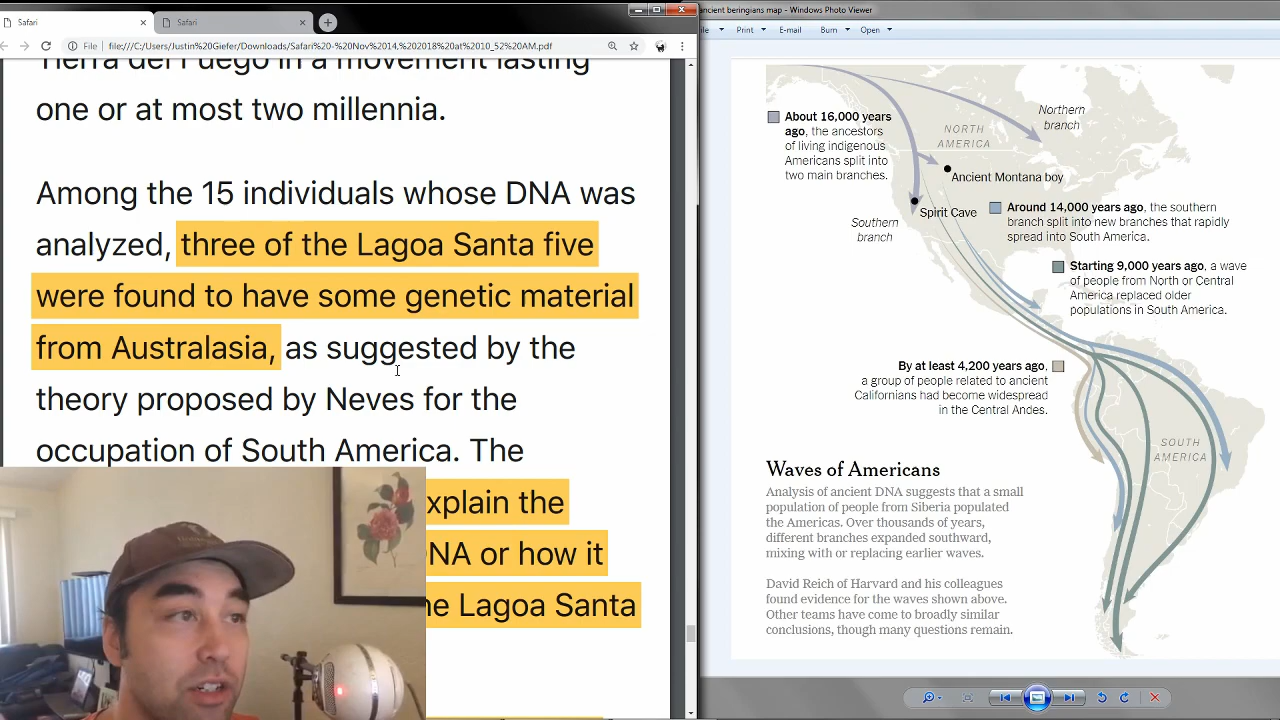 Safari
Safari
ancient beringians map - Windows Photo Viewer
File
file:///C:/Users/Justin%20Giefer/Downloads/Safari%20-%20Nov%2014,%202018%20at%2010_52%20AM.pdf
Print
E-mail
Burn
Open
Tierra del Fuego in a movement lasting
one or at most two millennia.
Among the 15 individuals whose DNA was
analyzed, three of the Lagoa Santa five
were found to have some genetic material
from Australasia, as suggested by the
theory proposed by Neves for the
occupation of South America. The
xplain the
NA or how it
he Lagoa Santa
About 16,000 years
ago, the ancestors
of living indigenous
Americans split into
two main branches.
Northern
branch
NORTH
AMERICA
Ancient Montana boy
Spirit Cave
Southern
branch
Around 14,000 years ago, the southern
branch split into new branches that rapidly
spread into South America.
Starting 9,000 years ago, a wave
of people from North or Central
America replaced older
populations in South America.
By at least 4,200 years ago,
a group of people related to ancient
Californians had become widespread
in the Central Andes.
SOUTH
AMERICA
Waves of Americans
Analysis of ancient DNA suggests that a small
population of people from Siberia populated
the Americas. Over thousands of years,
different branches expanded southward,
mixing with or replacing earlier waves.
David Reich of Harvard and his colleagues
found evidence for the waves shown above.
Other teams have come to broadly similar
conclusions, though many questions remain.